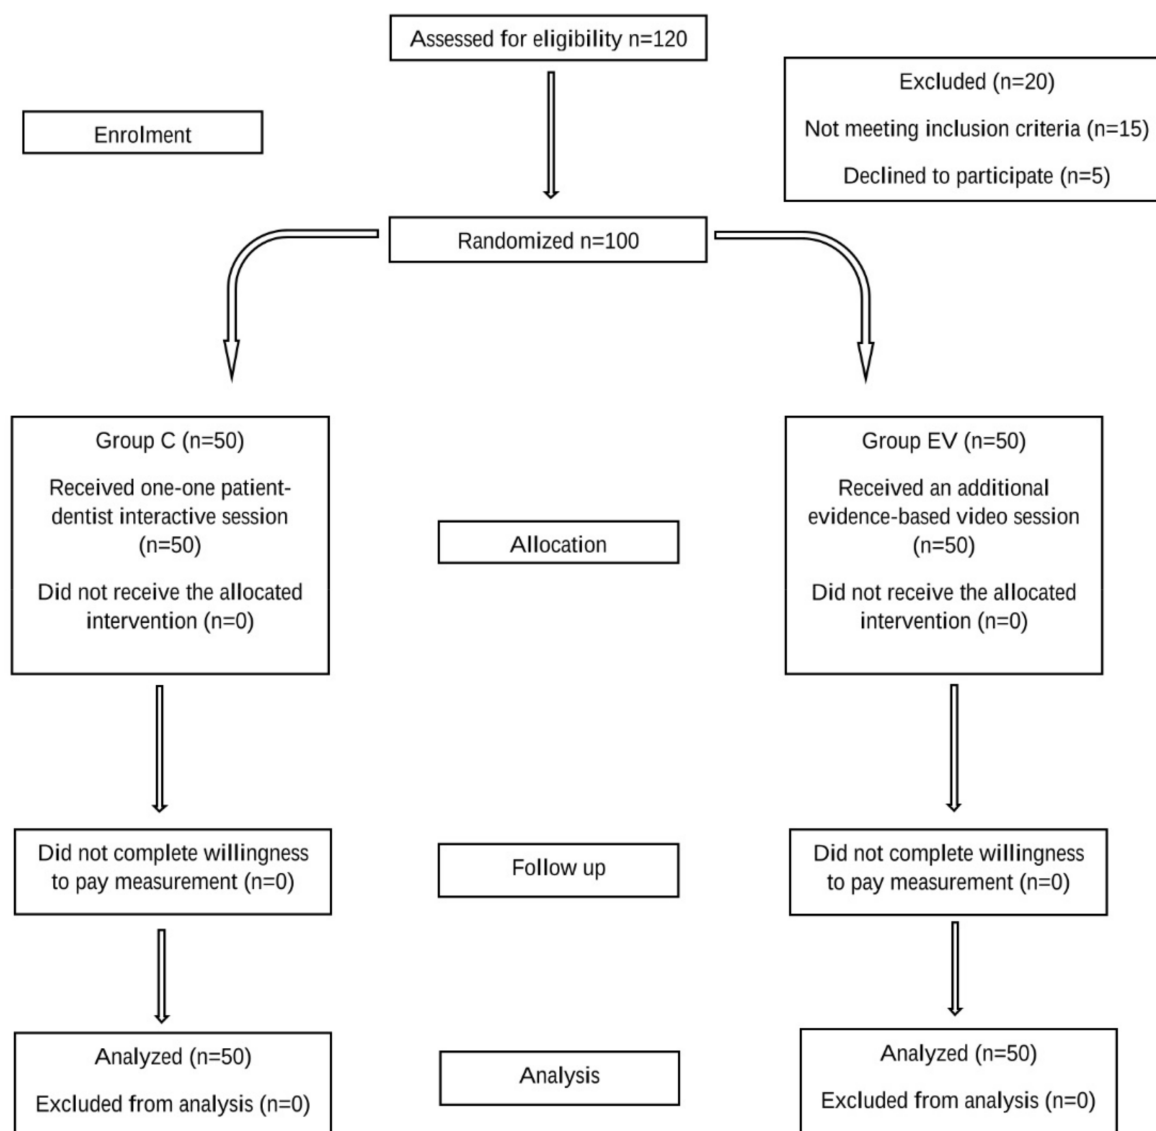 Assessed for eligibility n=120
Excluded (n=20)
Not meeting inclusion criteria (n=15)
Declined to participate (n=5)
Enrolment
Randomized n=100
Group C (n=50)
Received one-one patient-
dentist interactive session
(n=50)
Did not receive the allocated
intervention (n=0)
Allocation
Group EV (n=50)
Received an additional
evidence-based video session
(n=50)
Did not receive the allocated
intervention (n=0)
Did not complete willingness
to pay measurement (n=0)
Follow up
Did not complete willingness
to pay measurement (n=0)
Analyzed (n=50)
Excluded from analysis (n=0)
Analysis
Analyzed (n=50)
Excluded from analysis (n=0)